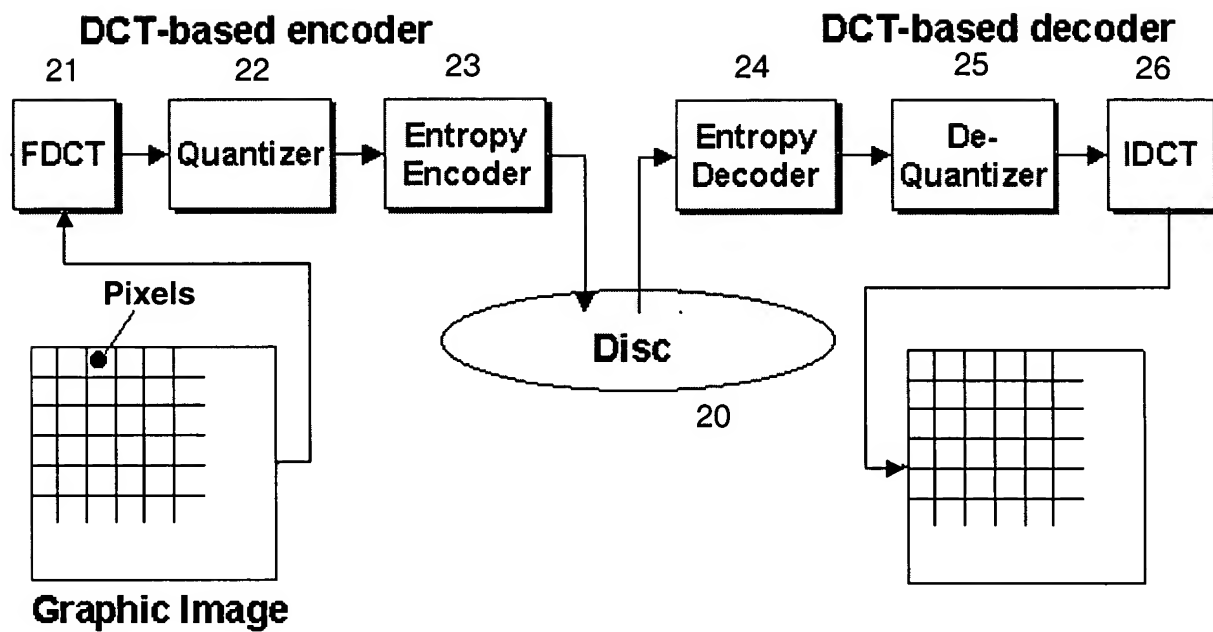 DCT-based encoder
DCT-based decoder
21
22
23
24
25
26
FDCT
Quantizer
Entropy
Encoder
Entropy
Decoder
De-
Quantizer
IDCT
Pixels
Disc
20
Graphic Image